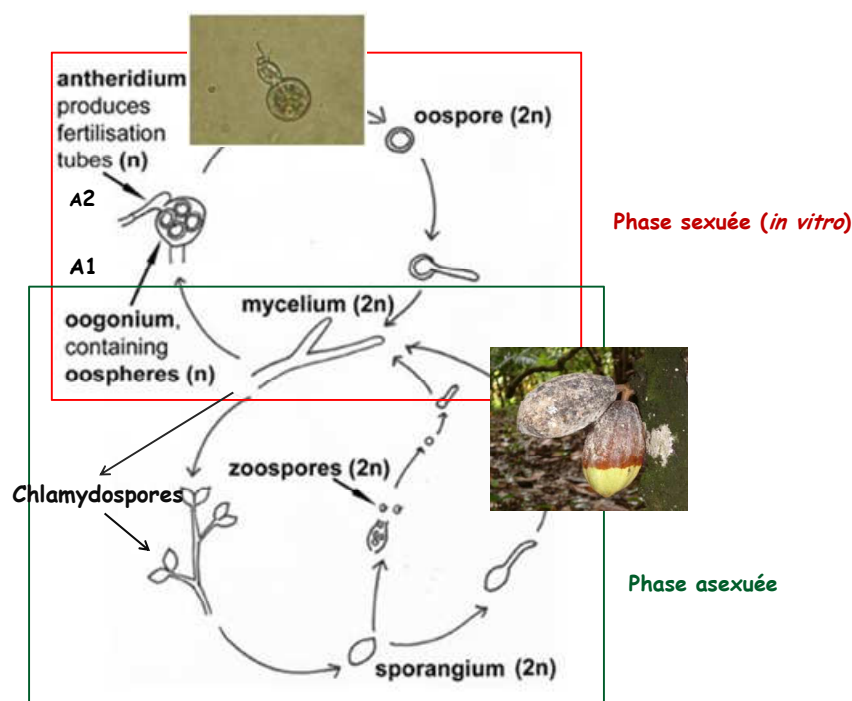 antheridium
produces
fertilisation
tubes (n)
oospore (2n)
A2
Phase sexuée (in vitro)
A1
mycelium (2n)
oogonium,
containing
oospheres (n)
zoospores (2n)
Chlamydospores
Phase asexuée
sporangium (2n)